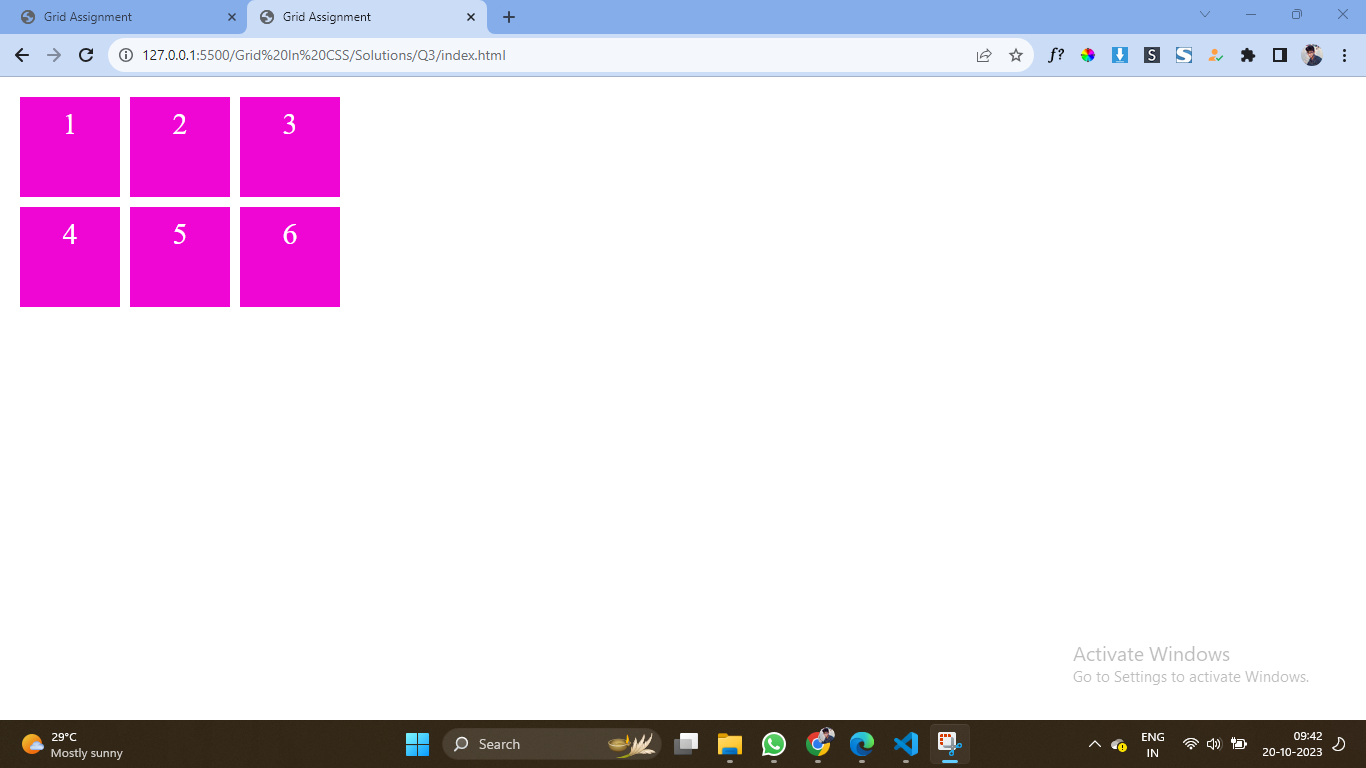 Grid Assignment
Grid Assignment
127.0.0.1:5500/Grid%20In%20CSS/Solutions/Q3/index.html
f?
S
S
1 2 3
4 5 6
Activate Windows
Go to Settings to activate Windows.
29°C
Mostly sunny
Search
ENG
IN
09:42
20-10-2023